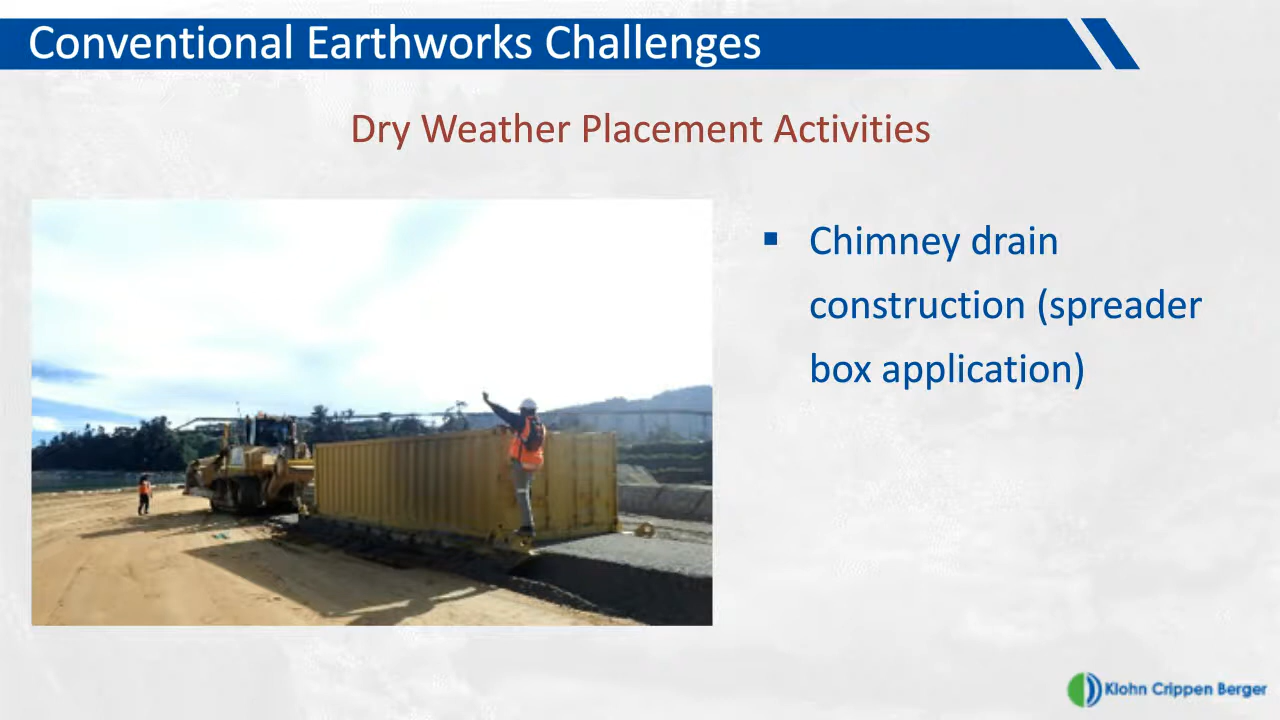 Conventional Earthworks Challenges
Dry Weather Placement Activities
▪ Chimney drain
construction (spreader
box application)
Klohn Crippen Berger